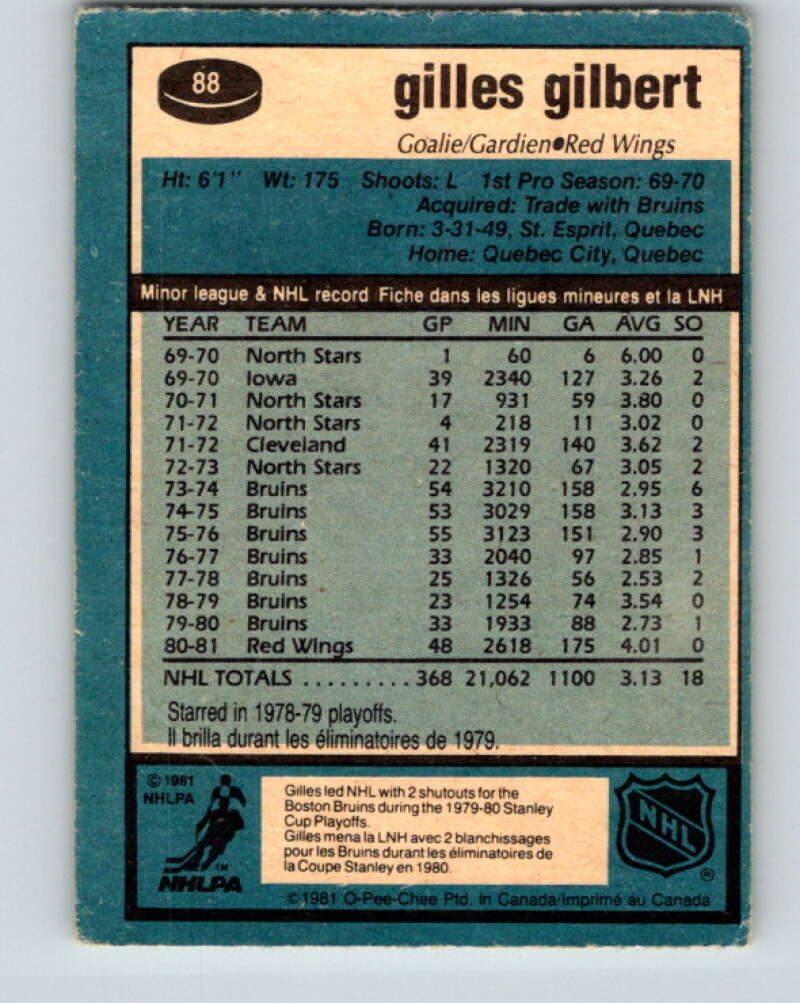 88
gilles gilbert
Goalie/Gardien●Red Wings
Ht: 6'1" Wt: 175 Shoots: L 1st Pro Season: 69-70
Acquired: Trade with Bruins
Born: 3-31-49, St. Esprit, Quebec
Home: Quebec City, Quebec
Minor league & NHL record Fiche dans les ligues mineures et la LNH
YEAR TEAM GP MIN GA AVG SO
69-70 North Stars 1 60 6 6.00 0
69-70 Iowa 39 2340 127 3.26 2
70-71 North Stars 17 931 59 3.80 0
71-72 North Stars 4 218 11 3.02 0
71-72 Cleveland 41 2319 140 3.62 2
72-73 North Stars 22 1320 67 3.05 2
73-74 Bruins 54 3210 158 2.95 6
74-75 Bruins 53 3029 158 3.13 3
75-76 Bruins 55 3123 151 2.90 3
76-77 Bruins 33 2040 97 2.85 1
77-78 Bruins 25 1326 56 2.53 2
78-79 Bruins 23 1254 74 3.54 0
79-80 Bruins 33 1933 88 2.73 1
80-81 Red Wings 48 2618 175 4.01 0
NHL TOTALS ......... 368 21,062 1100 3.13 18
Starred in 1978-79 playoffs.
Il brilla durant les éliminatoires de 1979.
©1981
NHLPA
TM
NHLPA
Gilles led NHL with 2 shutouts for the
Boston Bruins during the 1979-80 Stanley
Cup Playoffs.
Gilles mena la LNH avec 2 blanchissages
pour les Bruins durant les éliminatoires de
la Coupe Stanley en 1980.
NHL
®
©1981 O-Pee-Chee Ptd. in Canada/Imprimé au Canada